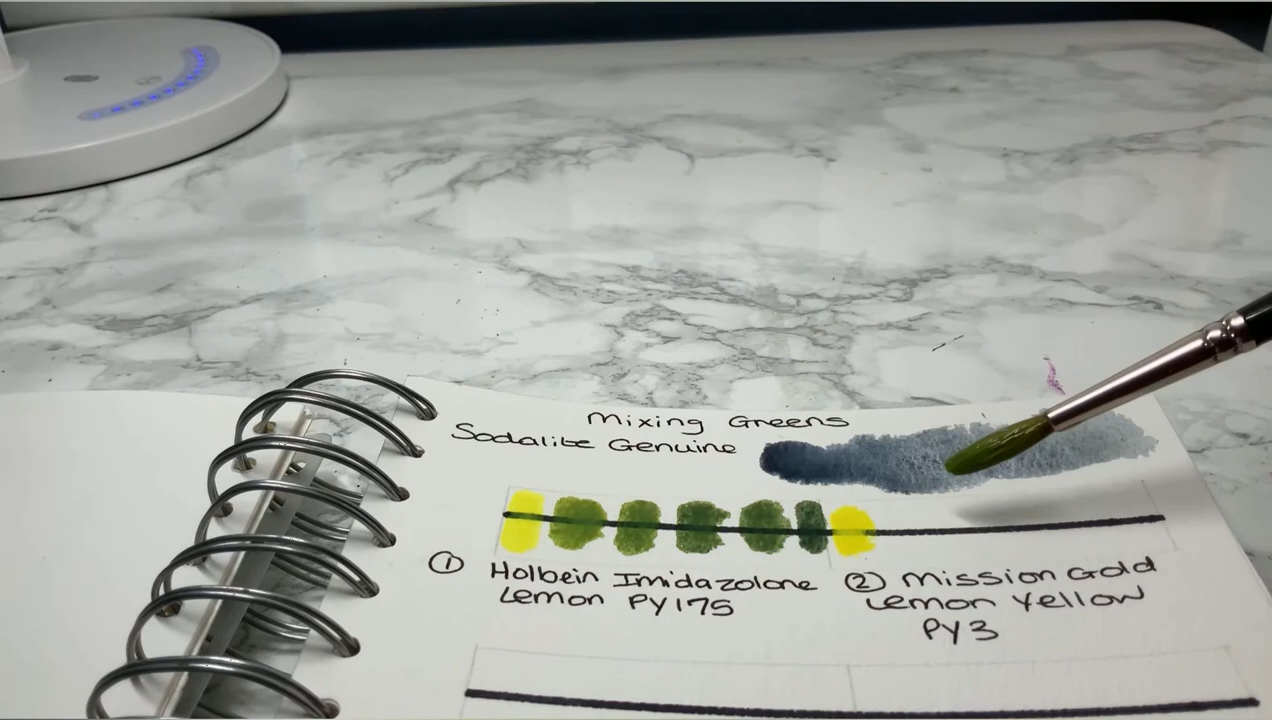 Mixing Greens
Sodalite Genuine
① Holbein Imidazolone
Lemon PY175
② Mission Gold
Lemon Yellow
PY3